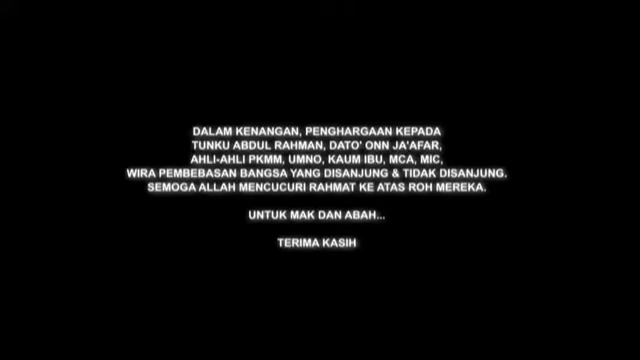 DALAM KENANGAN, PENGHARGAAN KEPADA
TUNKU ABDUL RAHMAN, DATO' ONN JA'AFAR,
AHLI-AHLI PKMM, UMNO, KAUM IBU, MCA, MIC,
WIRA PEMBEBASAN BANGSA YANG DISANJUNG & TIDAK DISANJUNG.
SEMOGA ALLAH MENCUCURI RAHMAT KE ATAS ROH MEREKA.
UNTUK MAK DAN ABAH...
TERIMA KASIH